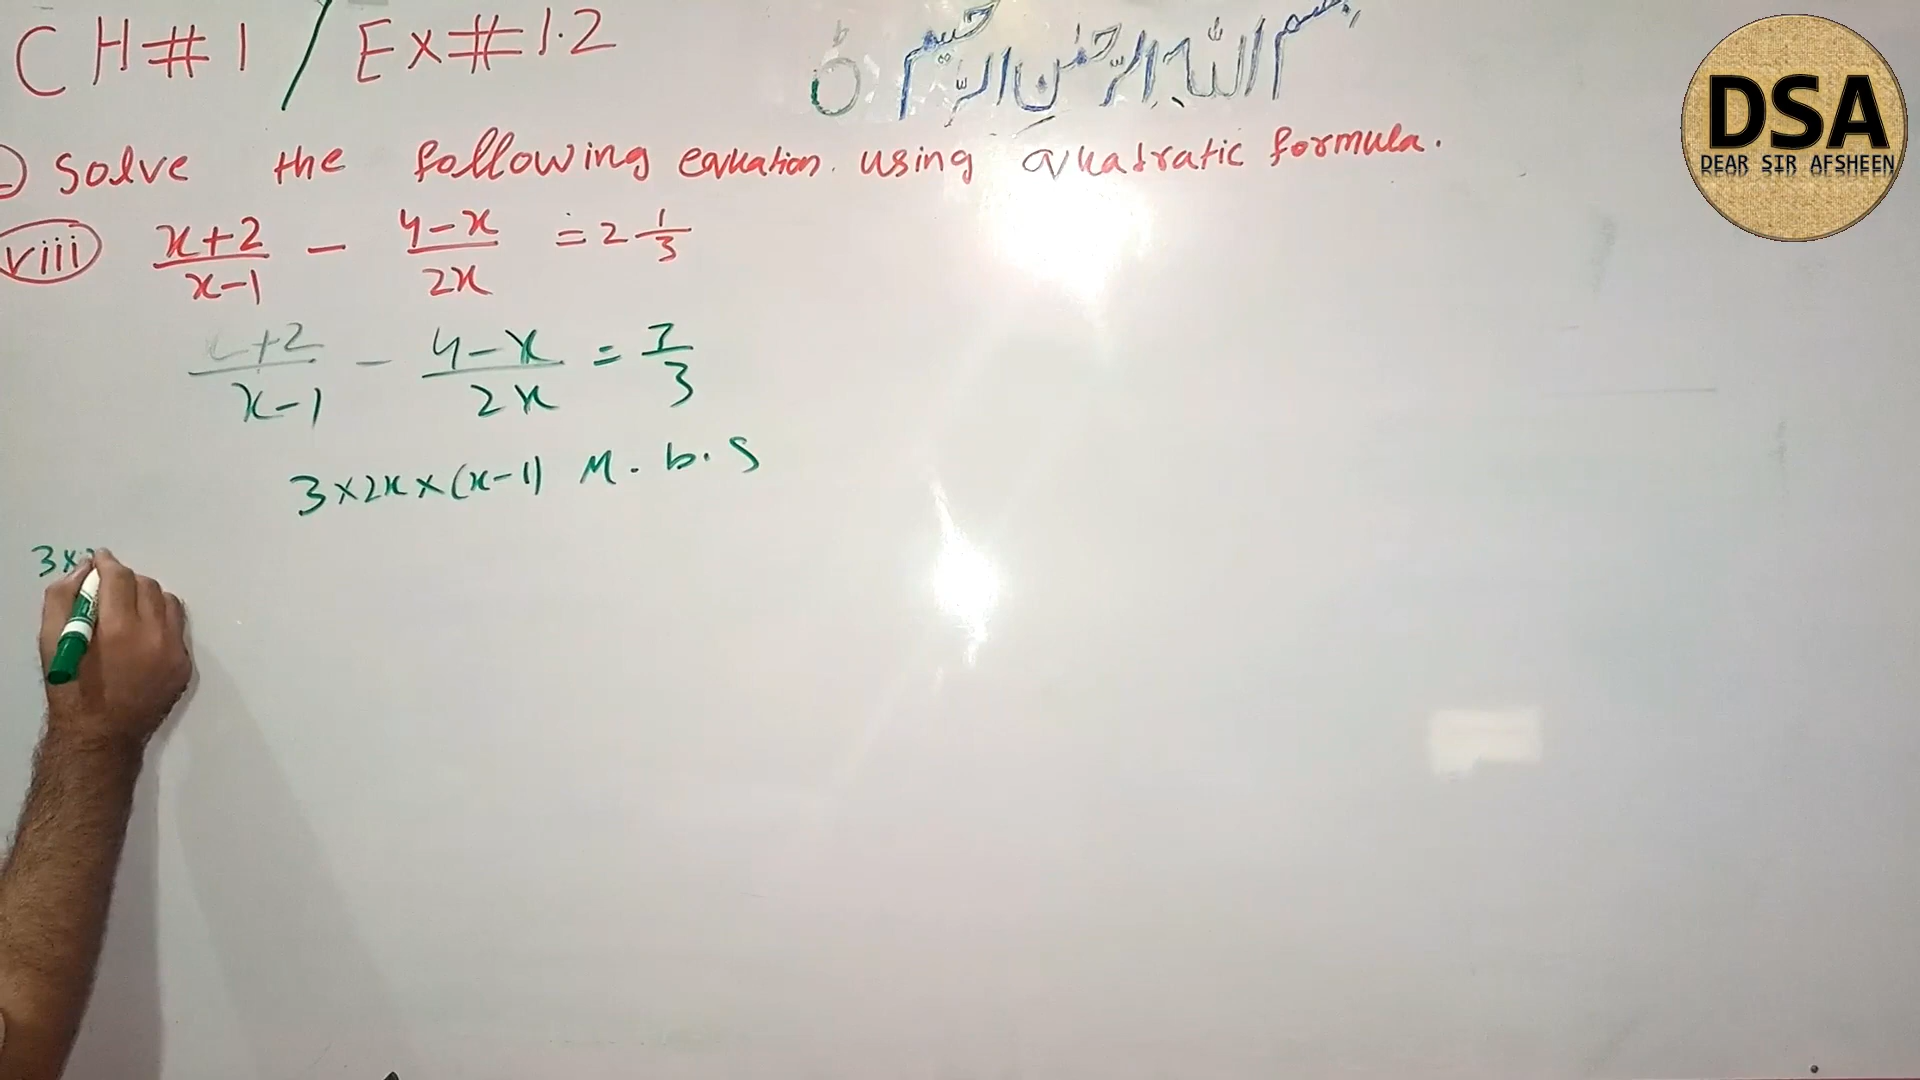 CH#1 / Ex#1.2
بسم اللہ الرحمٰن الرحیم
Solve the following equation using quadratic formula.
viii) x+2/x-1 - 4-x/2x = 2 1/3
x+2/x-1 - 4-x/2x = 7/3
3×2x×(x-1) M.b.S
3×
DSA
DEAR SIR AFSHEEN